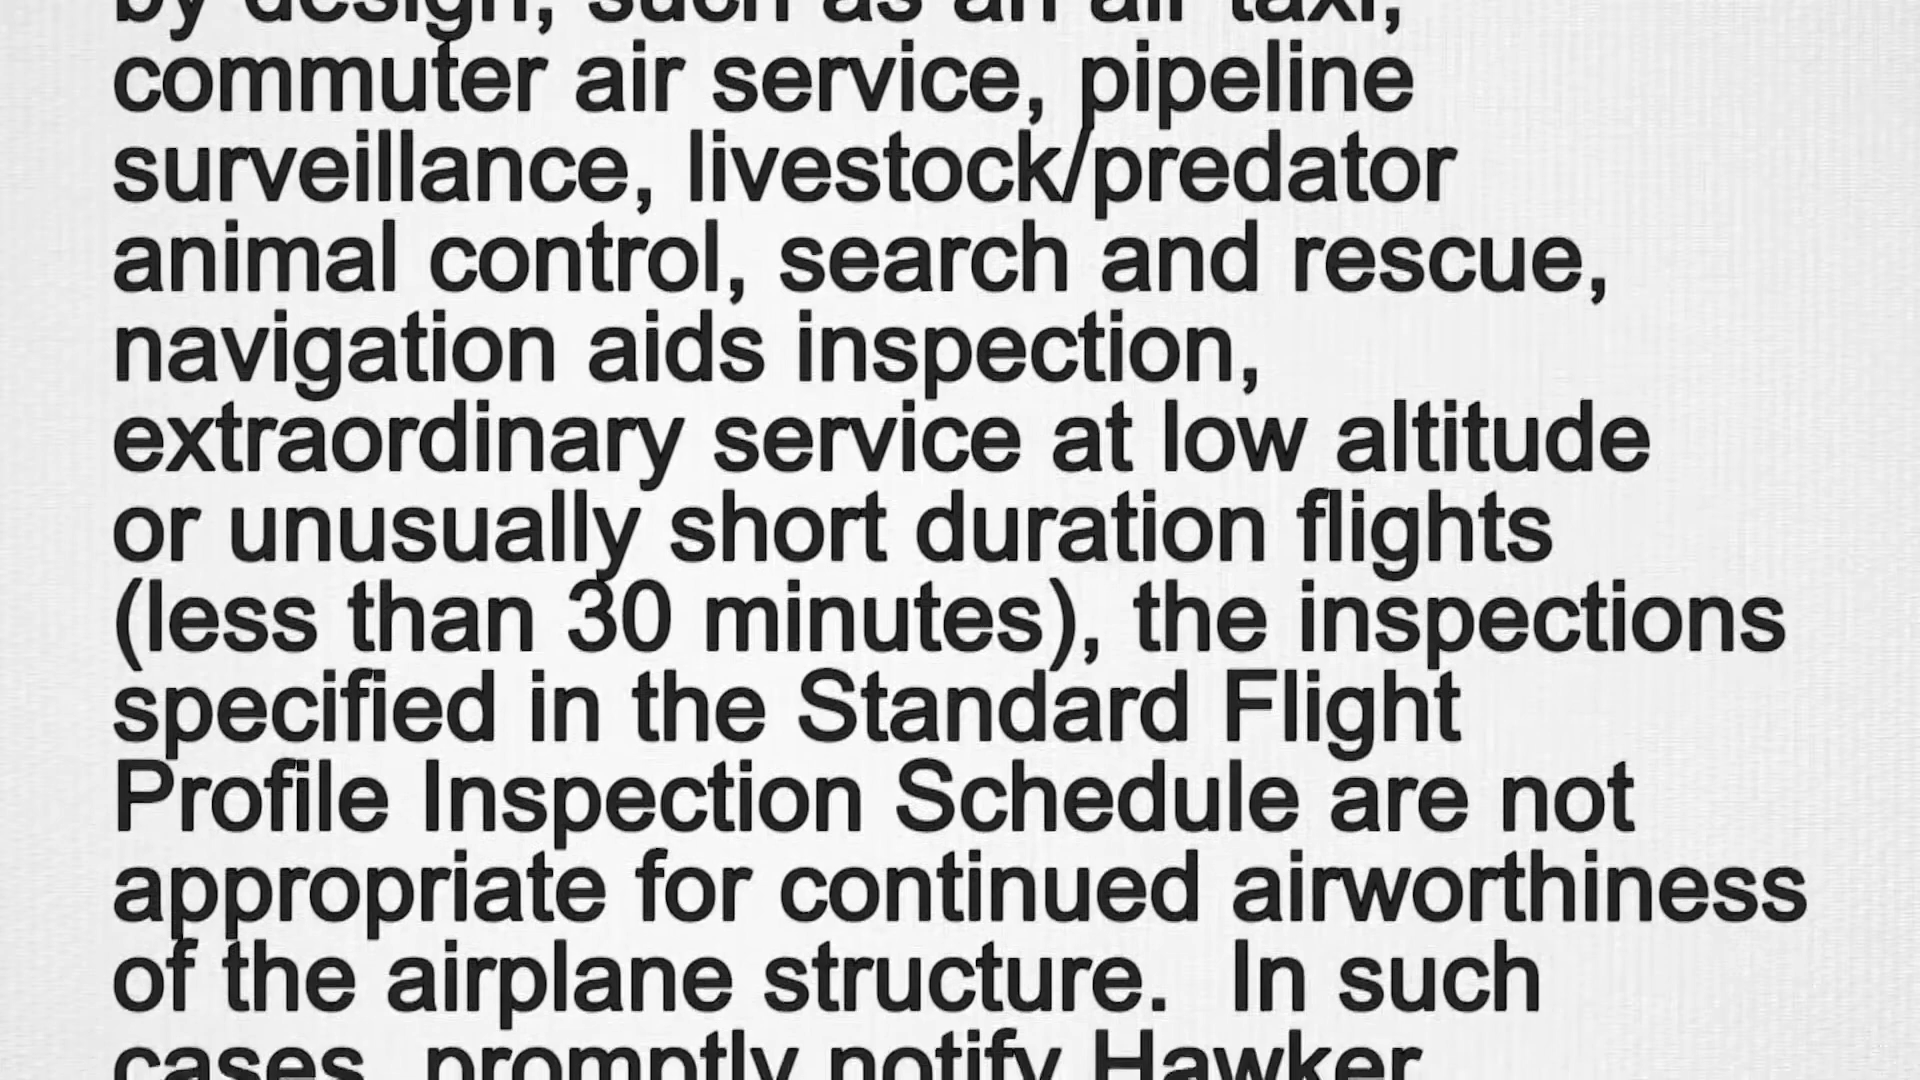 by design, such as an air taxi,
commuter air service, pipeline
surveillance, livestock/predator
animal control, search and rescue,
navigation aids inspection,
extraordinary service at low altitude
or unusually short duration flights
(less than 30 minutes), the inspections
specified in the Standard Flight
Profile Inspection Schedule are not
appropriate for continued airworthiness
of the airplane structure.  In such
cases, promptly notify Hawker